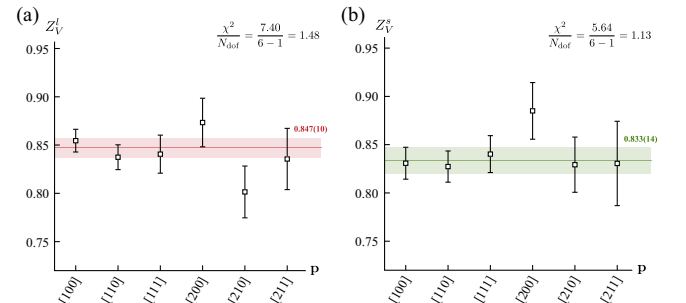 (a) Z_V^l
χ²/N_dof = 7.40/(6 − 1) = 1.48
0.95
0.90
0.85
0.80
0.75
0.847(10)
[100] [110] [111] [200] [210] [211] P
(b) Z_V^s
χ²/N_dof = 5.64/(6 − 1) = 1.13
0.95
0.90
0.85
0.80
0.75
0.833(14)
[100] [110] [111] [200] [210] [211] P